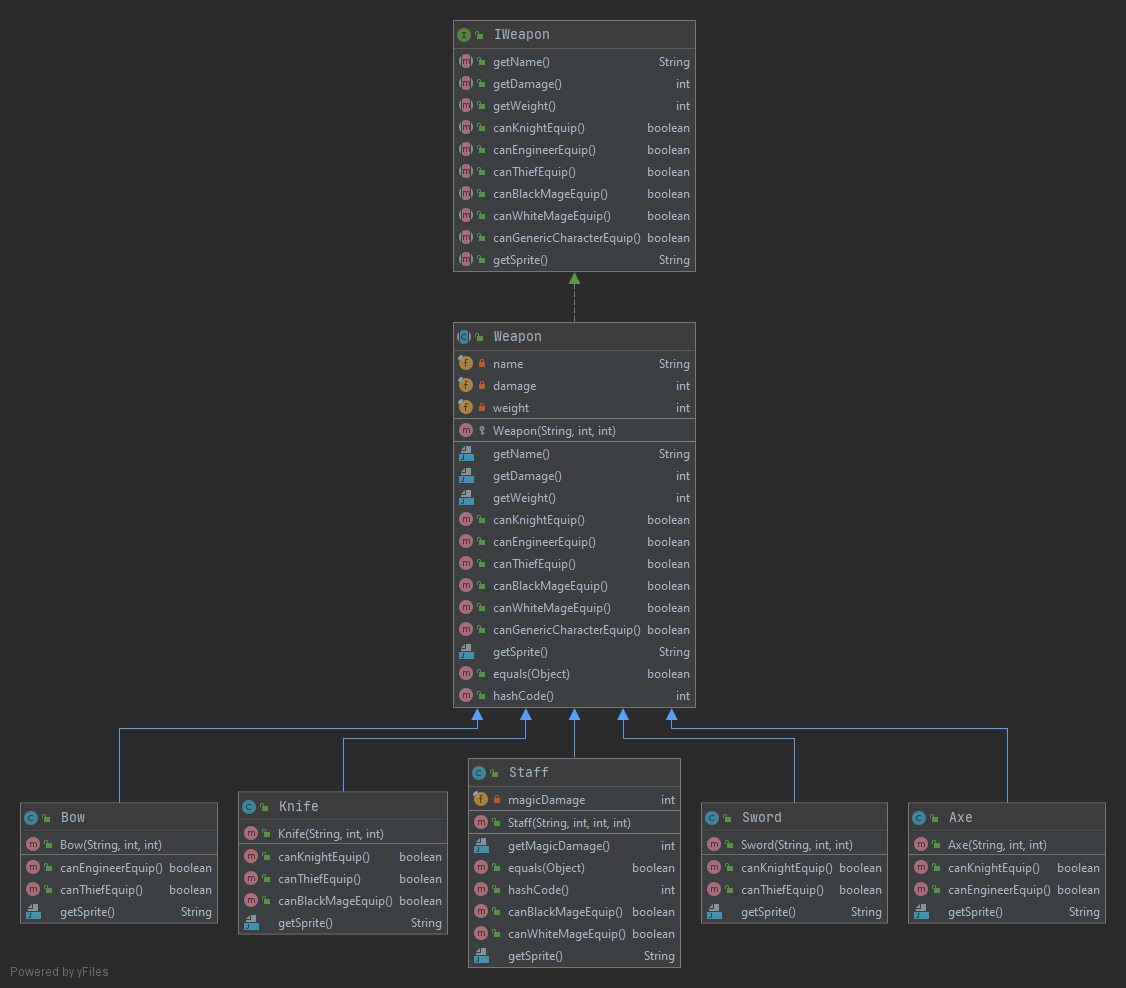 IWeapon
getName() String
getDamage() int
getWeight() int
canKnightEquip() boolean
canEngineerEquip() boolean
canThiefEquip() boolean
canBlackMageEquip() boolean
canWhiteMageEquip() boolean
canGenericCharacterEquip() boolean
getSprite() String
Weapon
name String
damage int
weight int
Weapon(String, int, int)
getName() String
getDamage() int
getWeight() int
canKnightEquip() boolean
canEngineerEquip() boolean
canThiefEquip() boolean
canBlackMageEquip() boolean
canWhiteMageEquip() boolean
canGenericCharacterEquip() boolean
getSprite() String
equals(Object) boolean
hashCode() int
Bow
Bow(String, int, int)
canEngineerEquip() boolean
canThiefEquip() boolean
getSprite() String
Knife
Knife(String, int, int)
canKnightEquip() boolean
canThiefEquip() boolean
canBlackMageEquip() boolean
getSprite() String
Staff
magicDamage int
Staff(String, int, int, int)
getMagicDamage() int
equals(Object) boolean
hashCode() int
canBlackMageEquip() boolean
canWhiteMageEquip() boolean
getSprite() String
Sword
Sword(String, int, int)
canKnightEquip() boolean
canThiefEquip() boolean
getSprite() String
Axe
Axe(String, int, int)
canKnightEquip() boolean
canEngineerEquip() boolean
getSprite() String
Powered by yFiles